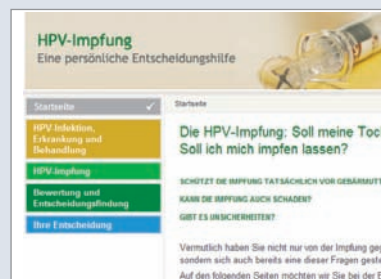 HPV-Impfung
Eine persönliche Entscheidungshilfe
Startseite
HPV-Infektion,
Erkrankung und
Behandlung
HPV-Impfung
Bewertung und
Entscheidungsfindung
Ihre Entscheidung
Startseite
Die HPV-Impfung: Soll meine Toc
Soll ich mich impfen lassen?
SCHÜTZT DIE IMPFUNG TATSÄCHLICH VOR GEBÄRMUTT
KANN DIE IMPFUNG AUCH SCHADEN?
GIBT ES UNSICHERHEITEN?
Vermutlich haben Sie nicht nur von der Impfung geg
sondern sich auch bereits eine dieser Fragen geste
Auf den folgenden Seiten möchten wir Sie bei der E